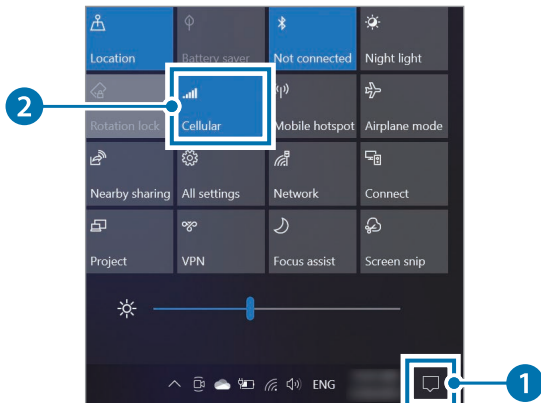 Location Battery saver Not connected Night light
2
Rotation lock Cellular Mobile hotspot Airplane mode
Nearby sharing All settings Network Connect
Project VPN Focus assist Screen snip
ENG
1